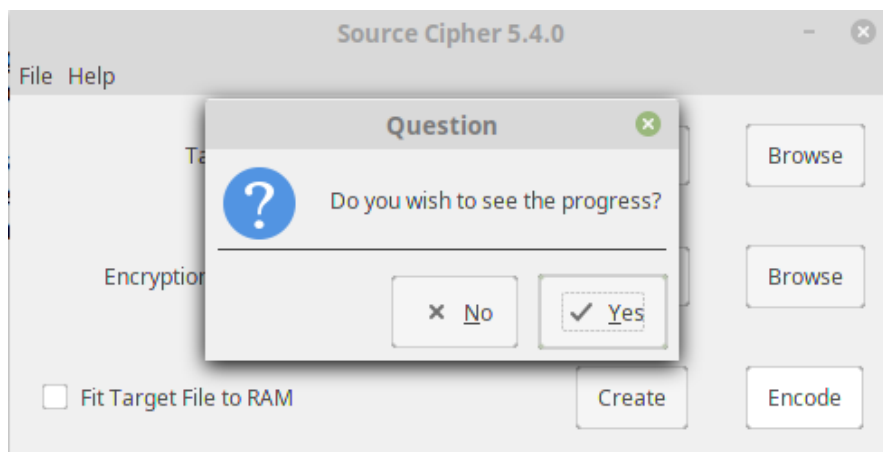 Source Cipher 5.4.0
File Help
Question
Browse
Do you wish to see the progress?
Browse
No Yes
Fit Target File to RAM Create Encode